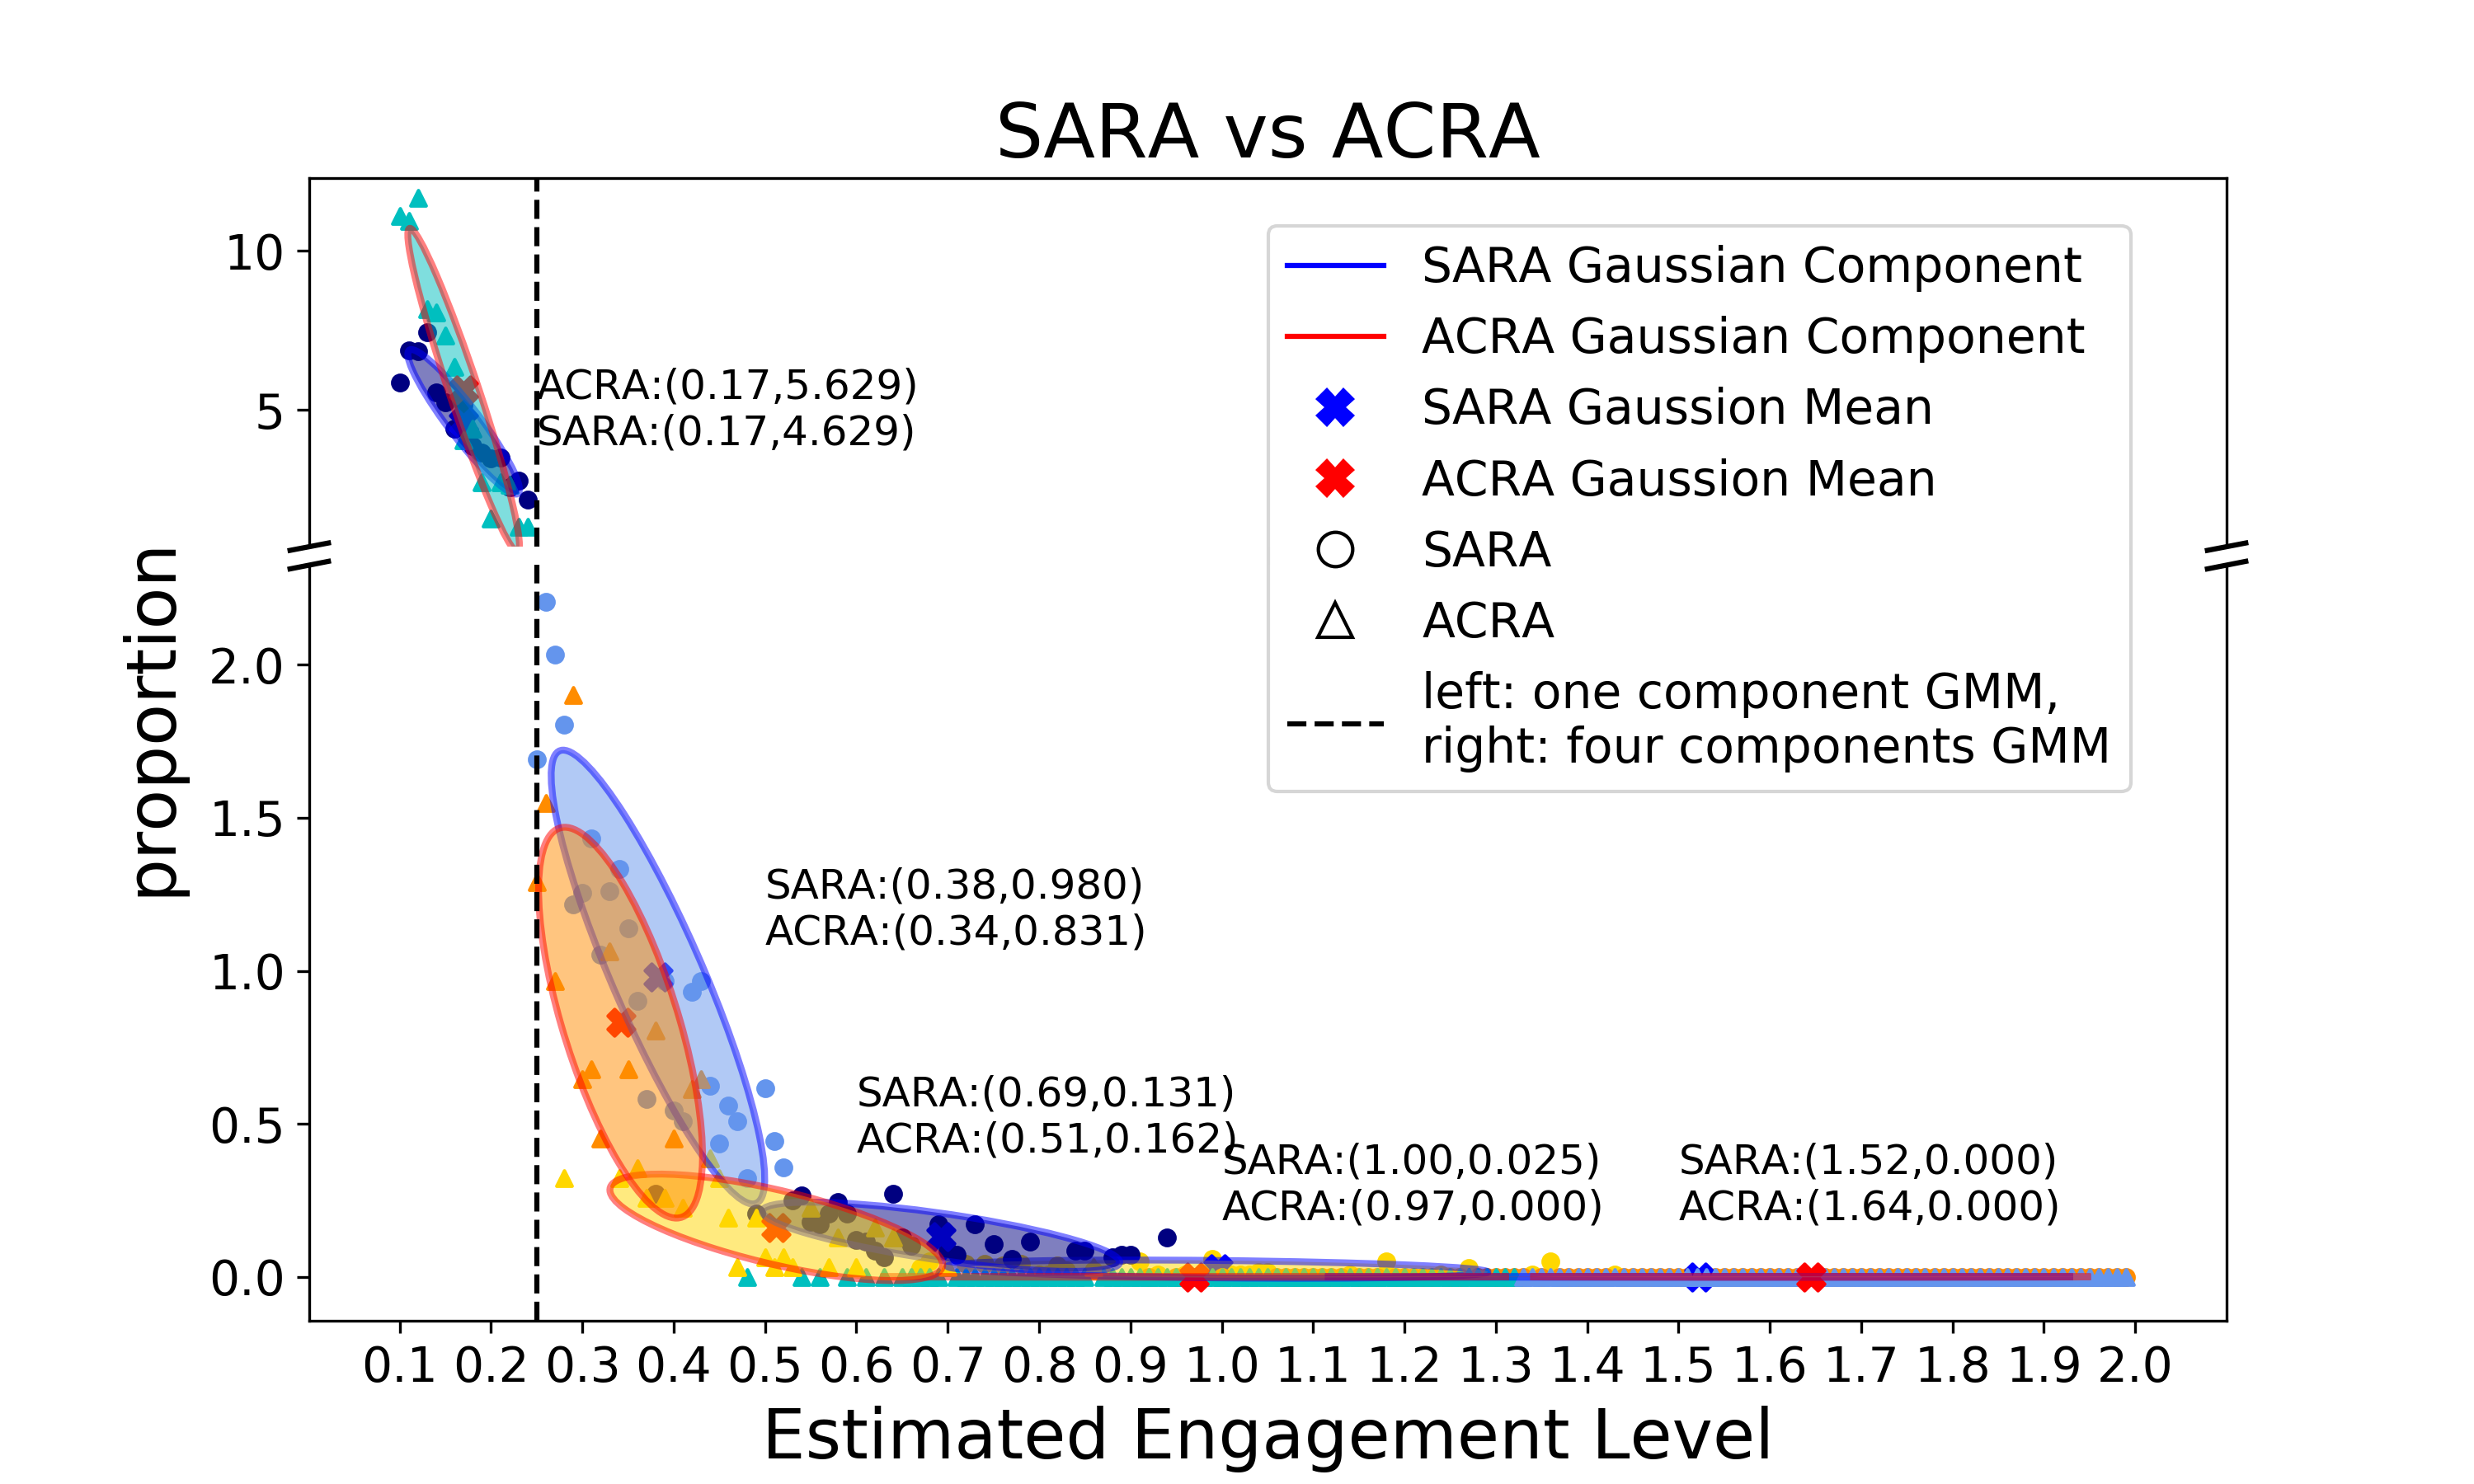 SARA vs ACRA
proportion
10
5
2.0
1.5
1.0
0.5
0.0
SARA Gaussian Component
ACRA Gaussian Component
SARA Gaussion Mean
ACRA Gaussion Mean
SARA
ACRA
left: one component GMM,
right: four components GMM
ACRA:(0.17,5.629)
SARA:(0.17,4.629)
SARA:(0.38,0.980)
ACRA:(0.34,0.831)
SARA:(0.69,0.131)
ACRA:(0.51,0.162)
SARA:(1.00,0.025)
ACRA:(0.97,0.000)
SARA:(1.52,0.000)
ACRA:(1.64,0.000)
0.1 0.2 0.3 0.4 0.5 0.6 0.7 0.8 0.9 1.0 1.1 1.2 1.3 1.4 1.5 1.6 1.7 1.8 1.9 2.0
Estimated Engagement Level